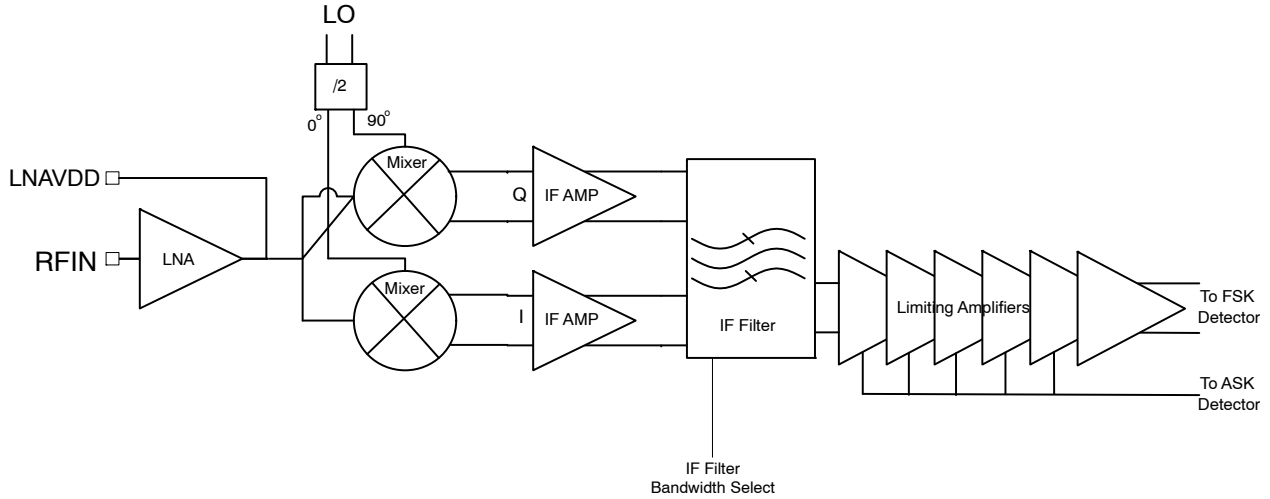 LO
/2
0°
90°
Mixer
LNAVDD
Q
IF AMP
RFIN
LNA
Mixer
I
IF AMP
IF Filter
Limiting Amplifiers
To FSK
Detector
To ASK
Detector
IF Filter
Bandwidth Select